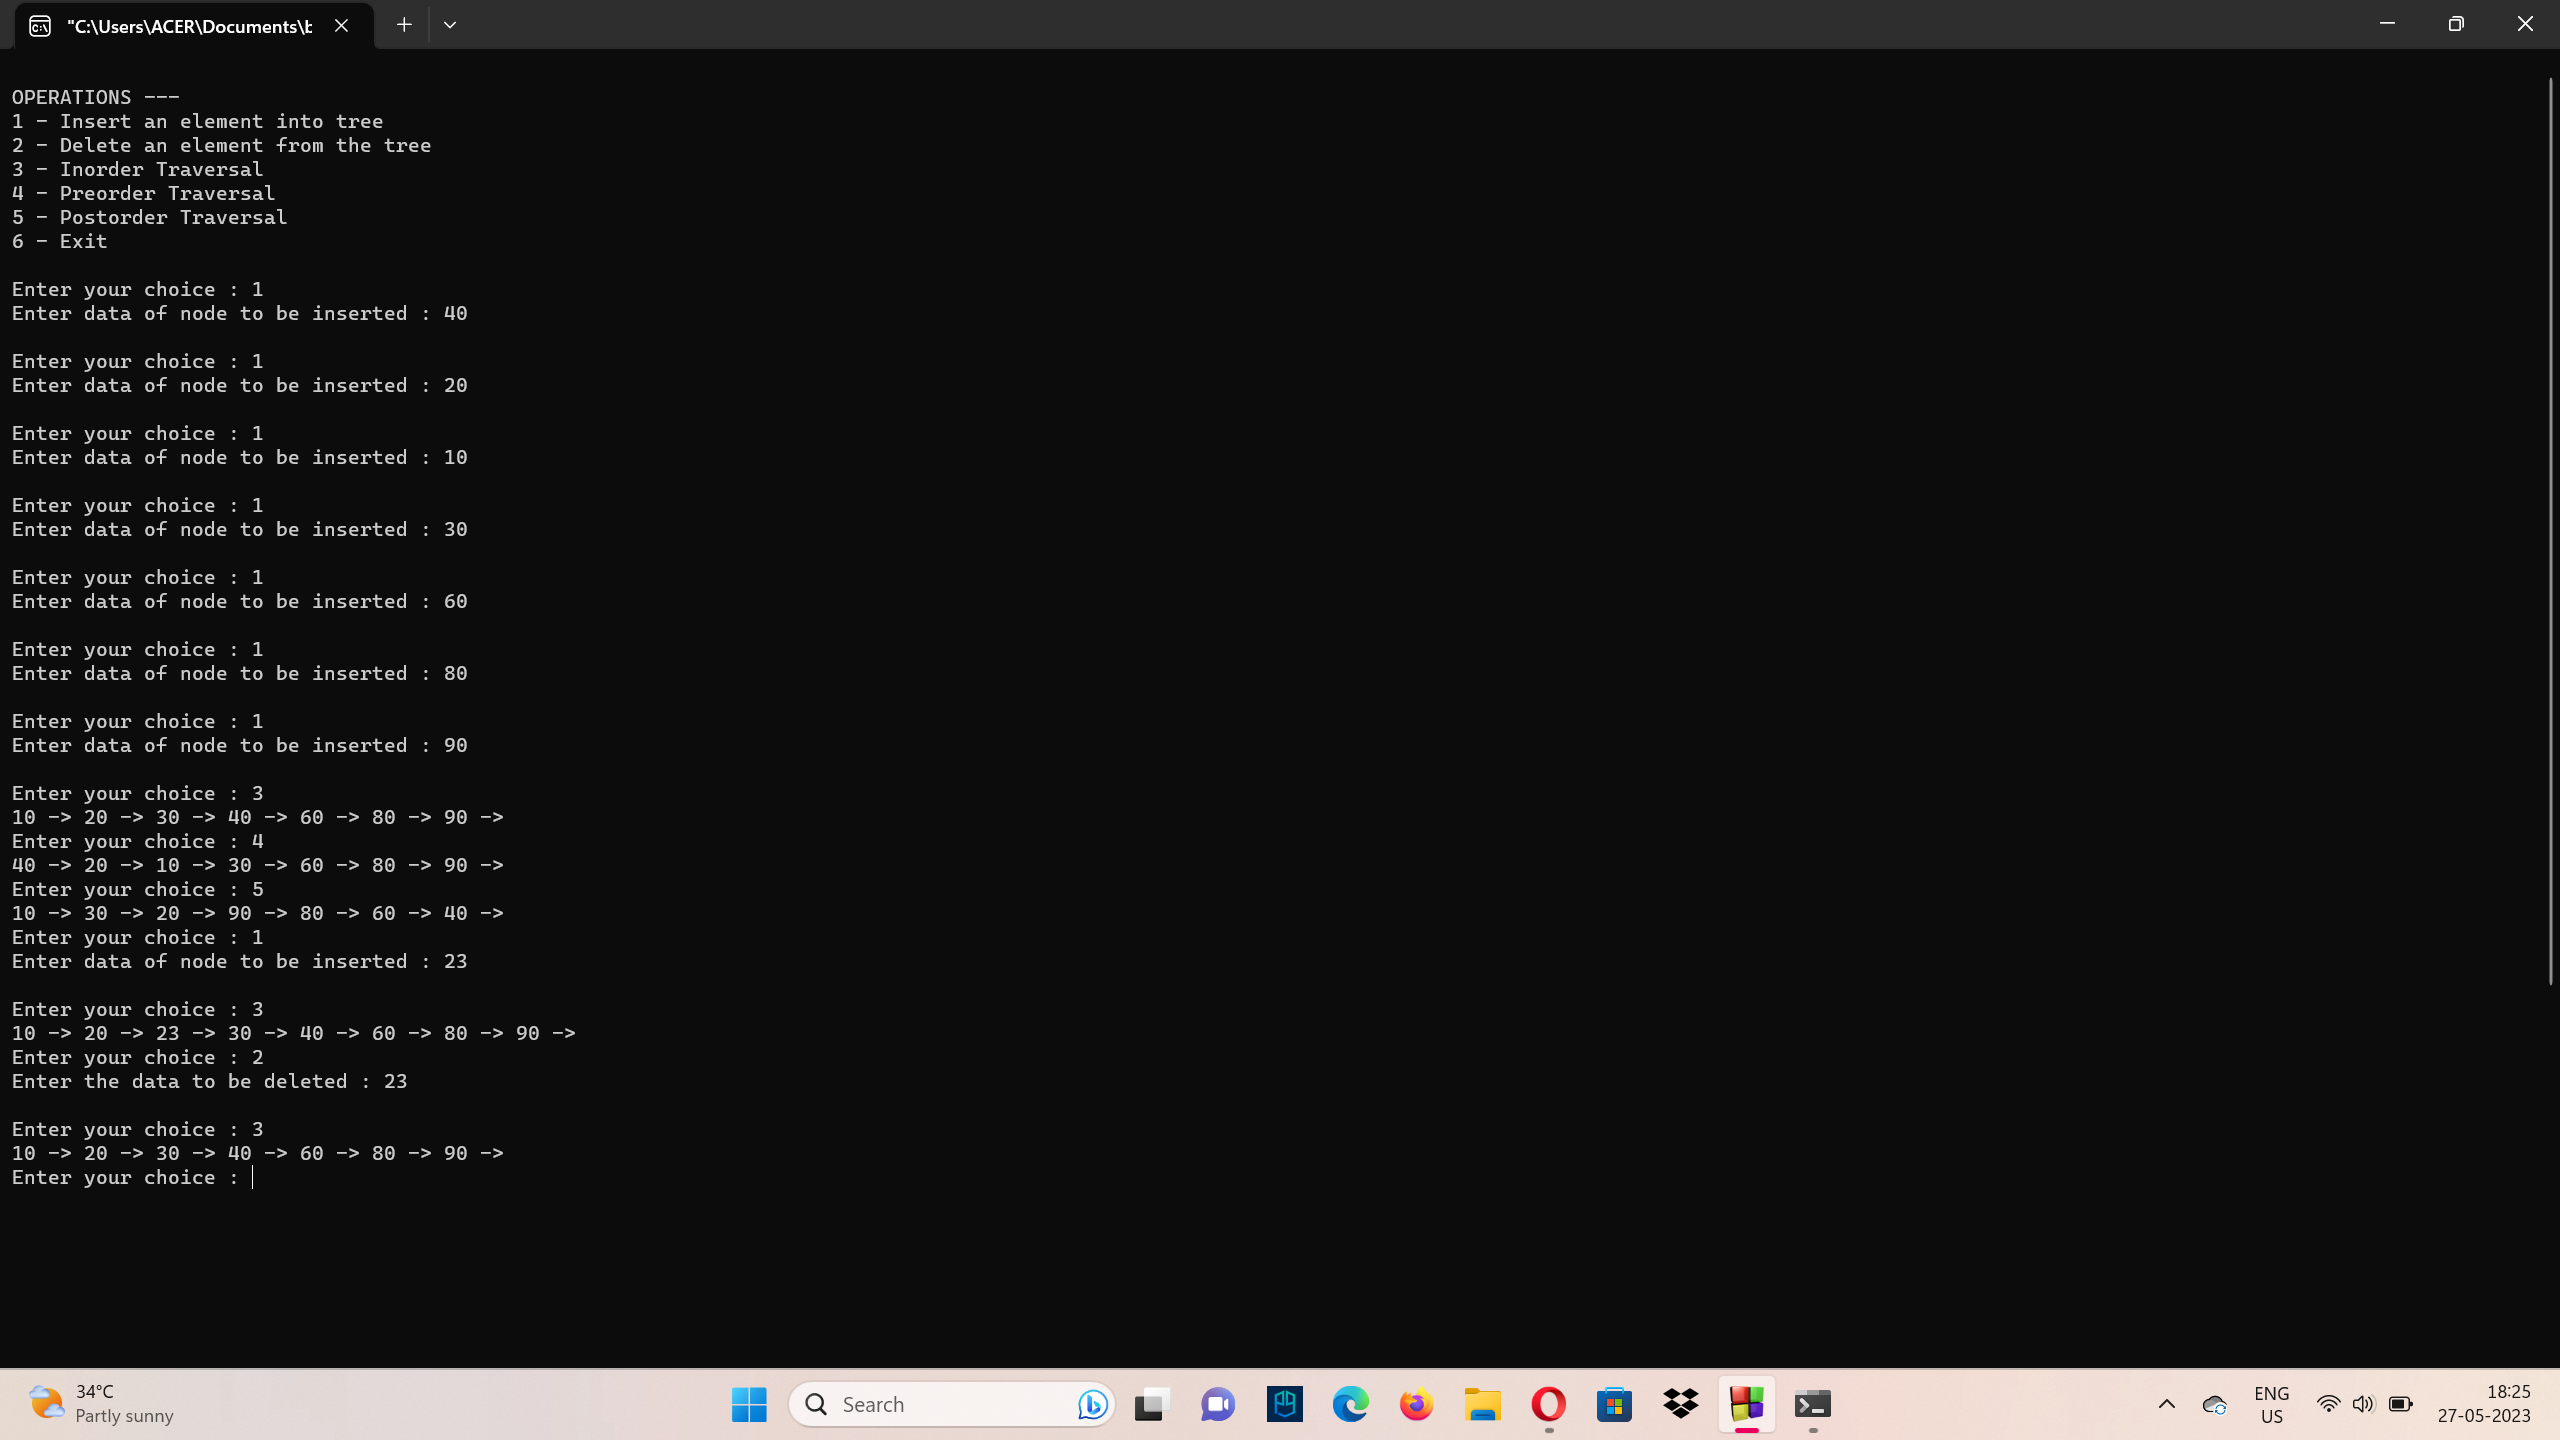 "C:\Users\ACER\Documents\b
OPERATIONS ---
1 - Insert an element into tree
2 - Delete an element from the tree
3 - Inorder Traversal
4 - Preorder Traversal
5 - Postorder Traversal
6 - Exit
Enter your choice : 1
Enter data of node to be inserted : 40
Enter your choice : 1
Enter data of node to be inserted : 20
Enter your choice : 1
Enter data of node to be inserted : 10
Enter your choice : 1
Enter data of node to be inserted : 30
Enter your choice : 1
Enter data of node to be inserted : 60
Enter your choice : 1
Enter data of node to be inserted : 80
Enter your choice : 1
Enter data of node to be inserted : 90
Enter your choice : 3
10 -> 20 -> 30 -> 40 -> 60 -> 80 -> 90 ->
Enter your choice : 4
40 -> 20 -> 10 -> 30 -> 60 -> 80 -> 90 ->
Enter your choice : 5
10 -> 30 -> 20 -> 90 -> 80 -> 60 -> 40 ->
Enter your choice : 1
Enter data of node to be inserted : 23
Enter your choice : 3
10 -> 20 -> 23 -> 30 -> 40 -> 60 -> 80 -> 90 ->
Enter your choice : 2
Enter the data to be deleted : 23
Enter your choice : 3
10 -> 20 -> 30 -> 40 -> 60 -> 80 -> 90 ->
Enter your choice :
34°C
Partly sunny
Search
ENG
US
18:25
27-05-2023